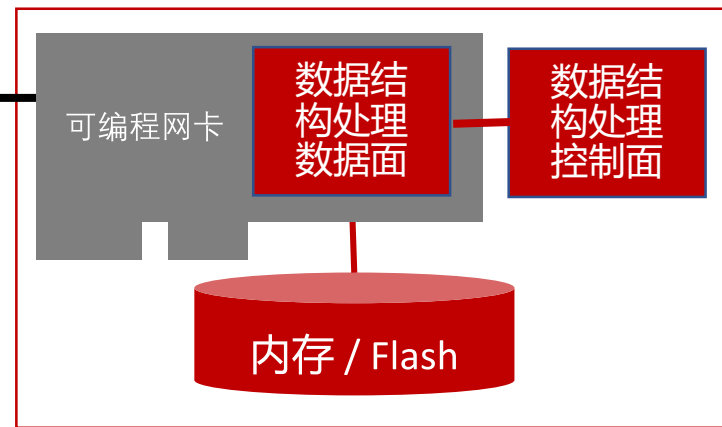 可编程网卡
数据结
构处理
数据面
数据结
构处理
控制面
内存 / Flash